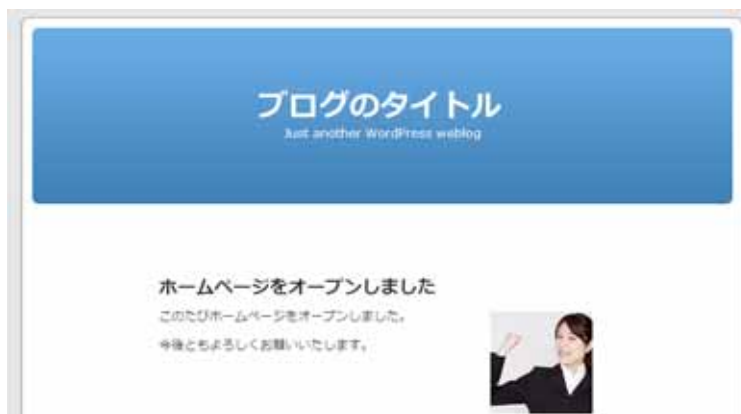 ブログのタイトル
Just another WordPress weblog
ホームページをオープンしました
このたびホームページをオープンしました。
今後ともよろしくお願いいたします。